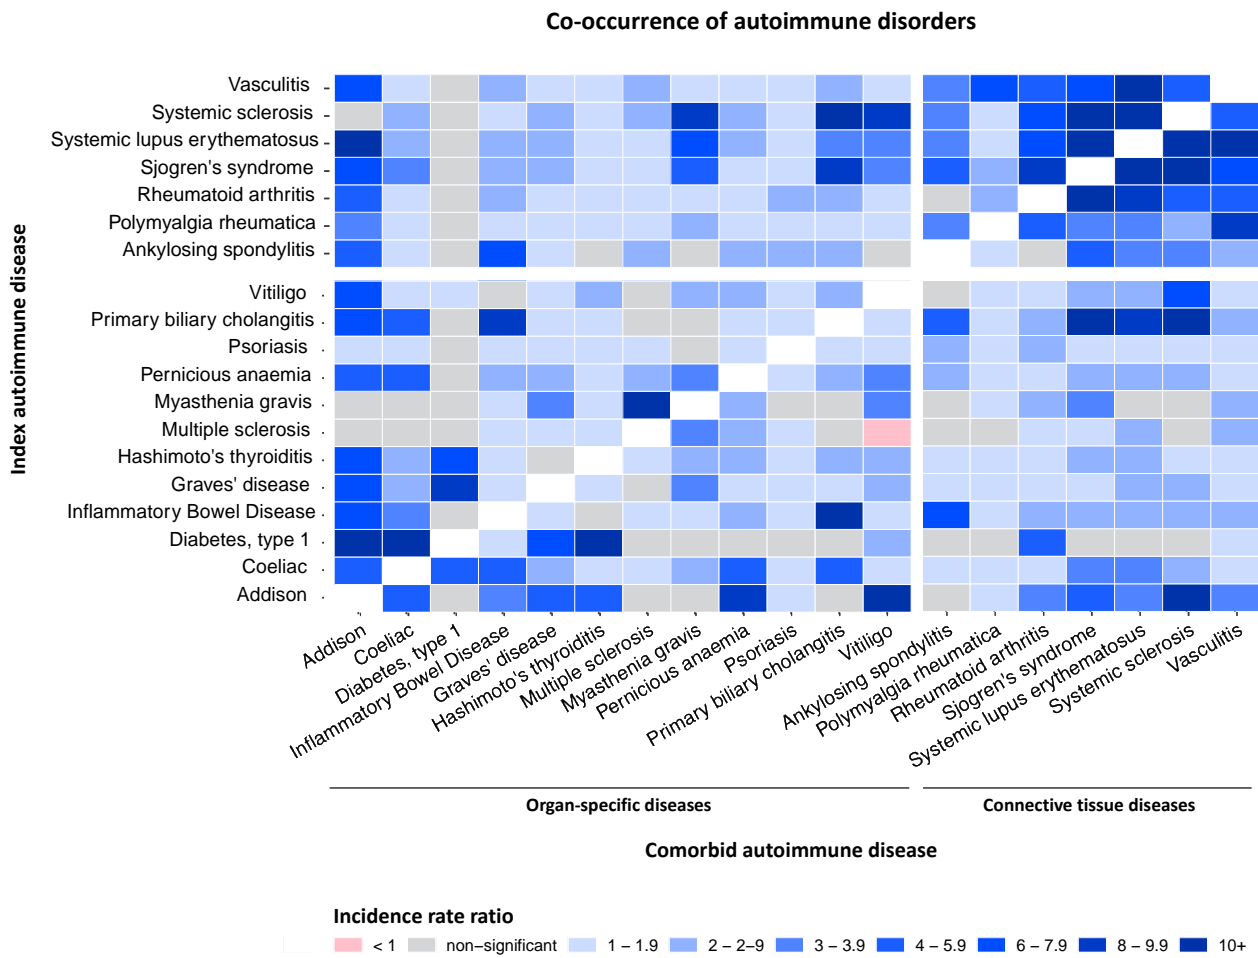 Co-occurrence of autoimmune disorders
Index autoimmune disease
Vasculitis
Systemic sclerosis
Systemic lupus erythematosus
Sjogren's syndrome
Rheumatoid arthritis
Polymyalgia rheumatica
Ankylosing spondylitis
Vitiligo
Primary biliary cholangitis
Psoriasis
Pernicious anaemia
Myasthenia gravis
Multiple sclerosis
Hashimoto's thyroiditis
Graves' disease
Inflammatory Bowel Disease
Diabetes, type 1
Coeliac
Addison
Addison
Coeliac
Diabetes, type 1
Inflammatory Bowel Disease
Graves' disease
Hashimoto's thyroiditis
Multiple sclerosis
Myasthenia gravis
Pernicious anaemia
Psoriasis
Primary biliary cholangitis
Vitiligo
Ankylosing spondylitis
Polymyalgia rheumatica
Rheumatoid arthritis
Sjogren's syndrome
Systemic lupus erythematosus
Systemic sclerosis
Vasculitis
Organ-specific diseases
Connective tissue diseases
Comorbid autoimmune disease
Incidence rate ratio
< 1 non−significant 1 − 1.9 2 − 2−9 3 − 3.9 4 − 5.9 6 − 7.9 8 − 9.9 10+